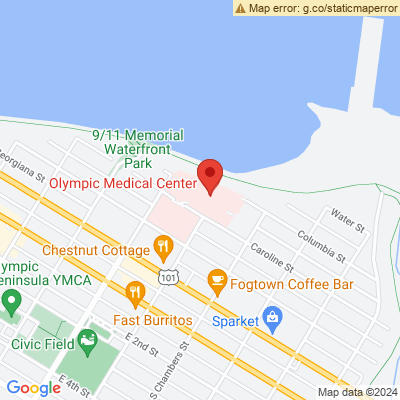 Map error: g.co/staticmaperror
9/11 Memorial
Waterfront
Park
Georgiana St
Olympic Medical Center
Water St
Columbia St
Caroline St
Chestnut Cottage
101
lympic
eninsula YMCA
Fogtown Coffee Bar
Fast Burritos
Sparket
Civic Field
E 2nd St
S Chambers St
E 4th St
Google
Map data ©2024